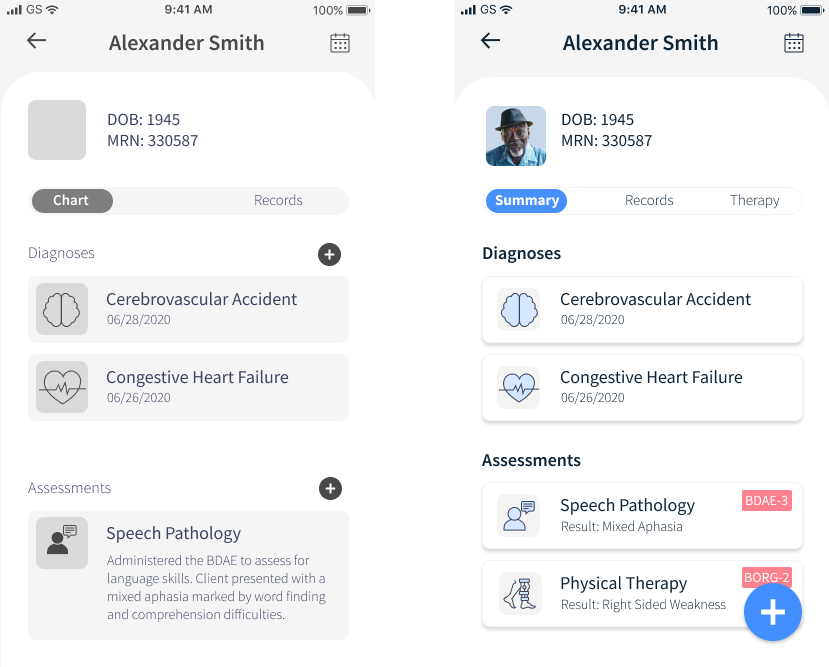 GS 9:41 AM 100%
Alexander Smith
DOB: 1945
MRN: 330587
Chart Records
Diagnoses
Cerebrovascular Accident
06/28/2020
Congestive Heart Failure
06/26/2020
Assessments
Speech Pathology
Administered the BDAE to assess for
language skills. Client presented with a
mixed aphasia marked by word finding
and comprehension difficulties.
GS 9:41 AM 100%
Alexander Smith
DOB: 1945
MRN: 330587
Summary Records Therapy
Diagnoses
Cerebrovascular Accident
06/28/2020
Congestive Heart Failure
06/26/2020
Assessments
Speech Pathology BDAE-3
Result: Mixed Aphasia
Physical Therapy BORG-2
Result: Right Sided Weakness